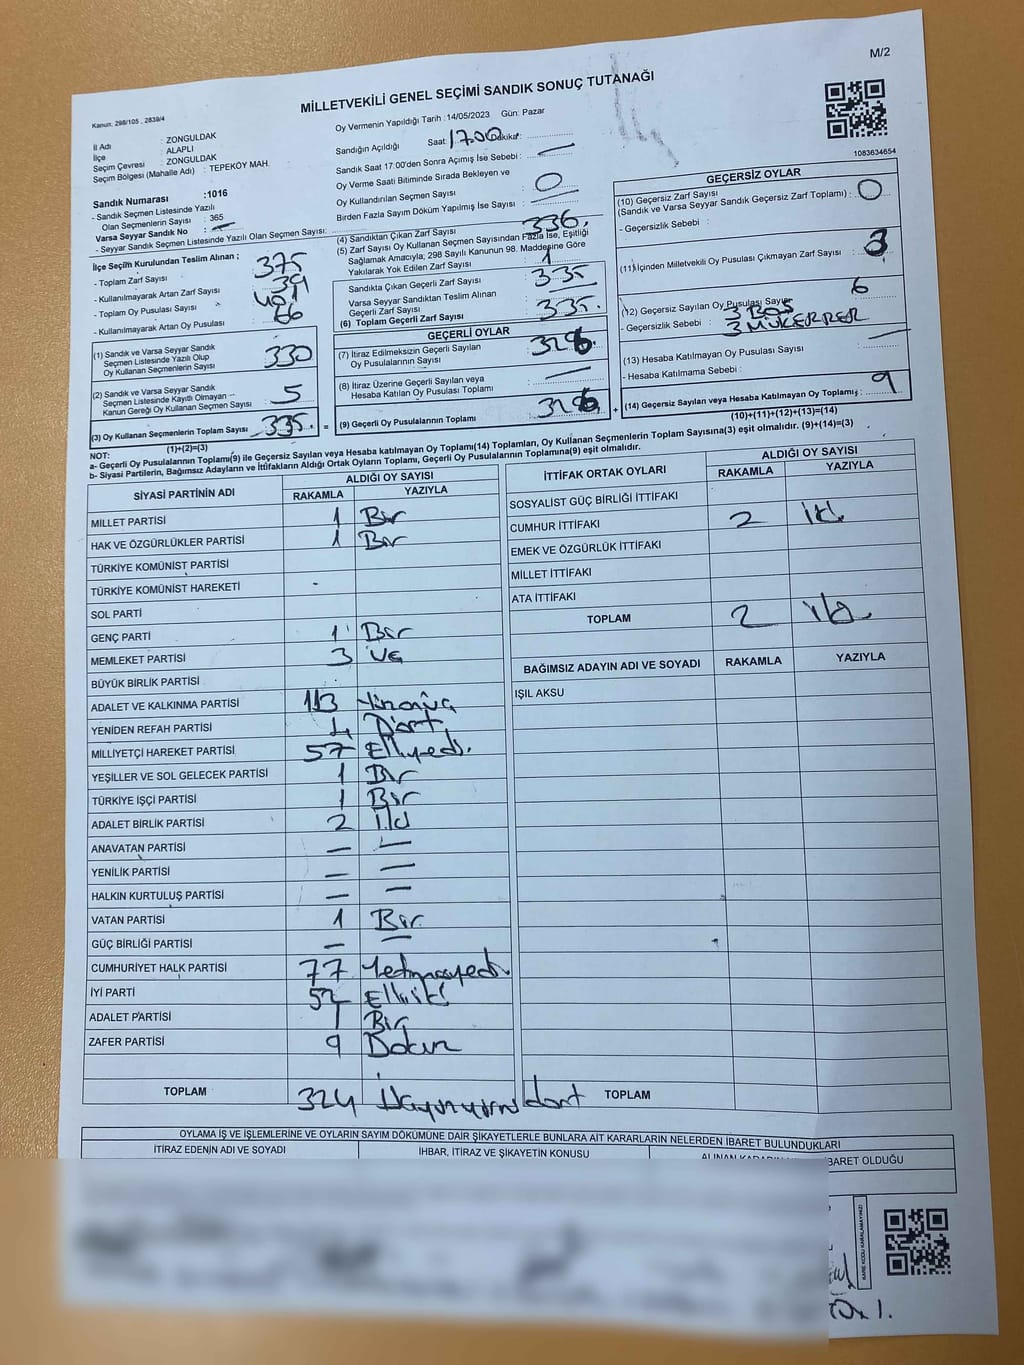 M/2
MİLLETVEKİLİ GENEL SEÇİMİ SANDIK SONUÇ TUTANAĞI
Kanun: 298/105 , 2839/4
İl Adı : ZONGULDAK
İlçe : ALAPLI
Seçim Çevresi : ZONGULDAK
Seçim Bölgesi (Mahalle Adı) : TEPEKÖY MAH.
Sandık Numarası :1016
- Sandık Seçmen Listesinde Yazılı
Olan Seçmenlerin Sayısı : 365
Varsa Seyyar Sandık No : —
- Seyyar Sandık Seçmen Listesinde Yazılı Olan Seçmen Sayısı:
Oy Vermenin Yapıldığı Tarih : 14/05/2023 Gün: Pazar
Sandığın Açıldığı Saat: 17.00 Dakika:
Sandık Saat 17:00'den Sonra Açımış İse Sebebi : —
Oy Verme Saati Bitiminde Sırada Bekleyen ve
Oy Kullandırılan Seçmen Sayısı : 0
Birden Fazla Sayım Döküm Yapılmış İse Sayısı : —
1083634654
GEÇERSİZ OYLAR
(10) Geçersiz Zarf Sayısı
(Sandık ve Varsa Seyyar Sandık Geçersiz Zarf Toplamı) : 0
- Geçersizlik Sebebi :
(11) İçinden Milletvekili Oy Pusulası Çıkmayan Zarf Sayısı : 3
(12) Geçersiz Sayılan Oy Pusulası Sayısı : 6
- Geçersizlik Sebebi : 3 BOŞ
3 MÜKERRER
(13) Hesaba Katılmayan Oy Pusulası Sayısı : —
- Hesaba Katılmama Sebebi :
(14) Geçersiz Sayılan veya Hesaba Katılmayan Oy Toplamı : 9
(10)+(11)+(12)+(13)=(14)
İlçe Seçim Kurulundan Teslim Alınan ;
- Toplam Zarf Sayısı : 375
- Kullanılmayarak Artan Zarf Sayısı : 39
- Toplam Oy Pusulası Sayısı : 401
- Kullanılmayarak Artan Oy Pusulası : 66
(4) Sandıktan Çıkan Zarf Sayısı : 336.
(5) Zarf Sayısı Oy Kullanan Seçmen Sayısından Fazla İse, Eşitliği
Sağlamak Amacıyla; 298 Sayılı Kanunun 98. Maddesine Göre
Yakılarak Yok Edilen Zarf Sayısı : 1
Sandıkta Çıkan Geçerli Zarf Sayısı : 335
Varsa Seyyar Sandıktan Teslim Alınan
Geçerli Zarf Sayısı : —
(6) Toplam Geçerli Zarf Sayısı : 335.
(1) Sandık ve Varsa Seyyar Sandık
Seçmen Listesinde Yazılı Olup
Oy Kullanan Seçmenlerin Sayısı : 330
(2) Sandık ve Varsa Seyyar Sandık
Seçmen Listesinde Kayıtlı Olmayan
Kanun Gereği Oy Kullanan Seçmen Sayısı : 5
(3) Oy Kullanan Seçmenlerin Toplam Sayısı : 335.
(1)+(2)=(3)
GEÇERLİ OYLAR
(7) İtiraz Edilmeksizin Geçerli Sayılan
Oy Pusulalarının Sayısı : 326.
(8) İtiraz Üzerine Geçerli Sayılan veya
Hesaba Katılan Oy Pusulası Toplamı : —
(9) Geçerli Oy Pusulalarının Toplamı : 326
NOT:
a- Geçerli Oy Pusulalarının Toplamı(9) ile Geçersiz Sayılan veya Hesaba katılmayan Oy Toplamı(14) Toplamları, Oy Kullanan Seçmenlerin Toplam Sayısına(3) eşit olmalıdır. (9)+(14)=(3)
b- Siyasi Partilerin, Bağımsız Adayların ve İttifakların Aldığı Ortak Oyların Toplamı, Geçerli Oy Pusulalarının Toplamına(9) eşit olmalıdır.
SİYASİ PARTİNİN ADI ALDIĞI OY SAYISI
RAKAMLA YAZIYLA
MİLLET PARTİSİ 1 Bir
HAK VE ÖZGÜRLÜKLER PARTİSİ 1 Bir
TÜRKİYE KOMÜNİST PARTİSİ
TÜRKİYE KOMÜNİST HAREKETİ -
SOL PARTİ
GENÇ PARTİ 1 Bir
MEMLEKET PARTİSİ 3 Üç
BÜYÜK BİRLİK PARTİSİ
ADALET VE KALKINMA PARTİSİ 113 Yüzonüç
YENİDEN REFAH PARTİSİ 4 Dört
MİLLİYETÇİ HAREKET PARTİSİ 57 Elliyedi.
YEŞİLLER VE SOL GELECEK PARTİSİ 1 Bir
TÜRKİYE İŞÇİ PARTİSİ 1 Bir
ADALET BİRLİK PARTİSİ 2 İki
ANAVATAN PARTİSİ — —
YENİLİK PARTİSİ — —
HALKIN KURTULUŞ PARTİSİ — —
VATAN PARTİSİ 1 Bir.
GÜÇ BİRLİĞİ PARTİSİ — —
CUMHURİYET HALK PARTİSİ 77 Yetmişyedi
İYİ PARTİ 52 Elliiki
ADALET PARTİSİ 1 Bir
ZAFER PARTİSİ 9 Dokuz
TOPLAM 324 Üçyüzyirmidört
İTTİFAK ORTAK OYLARI ALDIĞI OY SAYISI
RAKAMLA YAZIYLA
SOSYALİST GÜÇ BİRLİĞİ İTTİFAKI
CUMHUR İTTİFAKI 2 iki
EMEK VE ÖZGÜRLÜK İTTİFAKI
MİLLET İTTİFAKI
ATA İTTİFAKI
TOPLAM 2 iki
BAĞIMSIZ ADAYIN ADI VE SOYADI RAKAMLA YAZIYLA
IŞIL AKSU
TOPLAM
OYLAMA İŞ VE İŞLEMLERİNE VE OYLARIN SAYIM DÖKÜMÜNE DAİR ŞİKAYETLERLE BUNLARA AİT KARARLARIN NELERDEN İBARET BULUNDUKLARI
İTİRAZ EDENİN ADI VE SOYADI İHBAR, İTİRAZ VE ŞİKAYETİN KONUSU
BARET OLDUĞU
KARE KODU KARALAMAYINIZ!